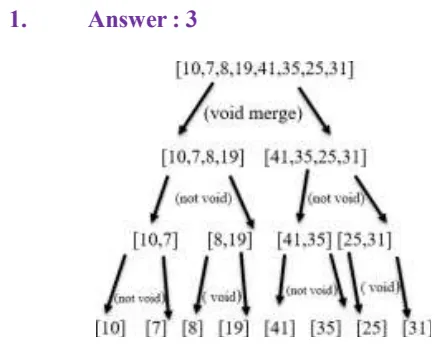 1. Answer : 3
[10,7,8,19,41,35,25,31]
(void merge)
[10,7,8,19] [41,35,25,31]
(not void) (not void)
[10,7] [8,19] [41,35] [25,31]
(not void) ( void) (not void) ( void)
[10] [7] [8] [19] [41] [35] [25] [31]